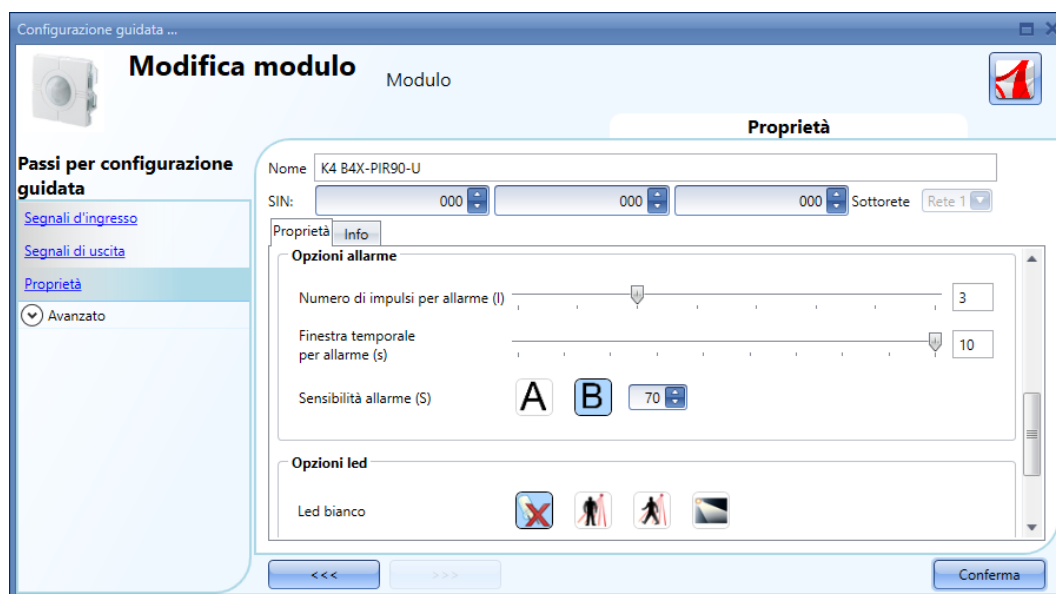 Configurazione guidata ...
Modifica modulo
Modulo
Proprietà
Passi per configurazione
guidata
Segnali d'ingresso
Segnali di uscita
Proprietà
Avanzato
Nome K4 B4X-PIR90-U
SIN: 000 000 000 Sottorete Rete 1
Proprietà Info
Opzioni allarme
Numero di impulsi per allarme (I) 3
Finestra temporale
per allarme (s) 10
Sensibilità allarme (S) A B 70
Opzioni led
Led bianco
<<< >>> Conferma